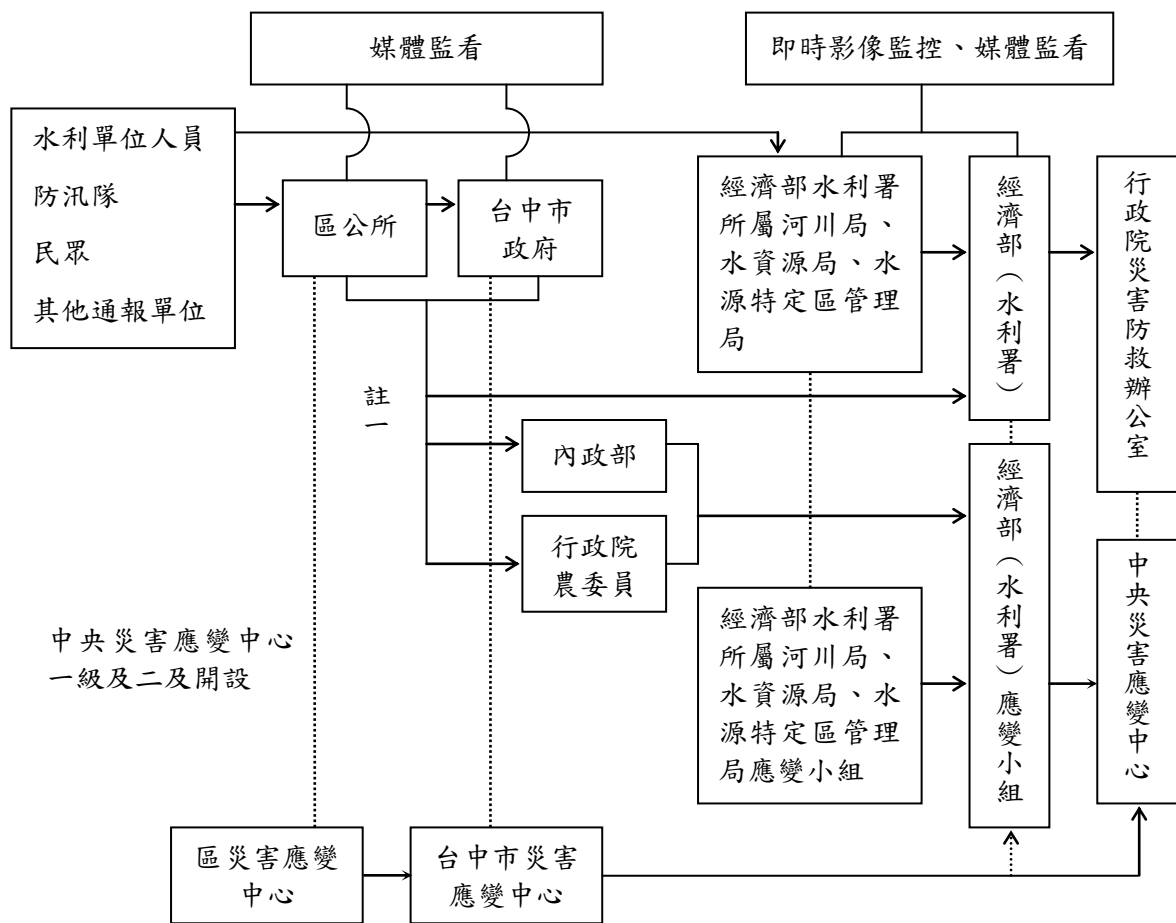 媒體監看
即時影像監控、媒體監看
水利單位人員
防汛隊
民眾
其他通報單位
區公所
台中市
政府
經濟部水利署
所屬河川局、
水資源局、水
源特定區管理
局
經濟部（水利署）
行政院災害防救辦公室
註一
內政部
行政院
農委員
經濟部水利署
所屬河川局、
水資源局、水
源特定區管理
局應變小組
經濟部（水利署）應變小組
中央災害應變中心
中央災害應變中心
一級及二及開設
區災害應變
中心
台中市災害
應變中心